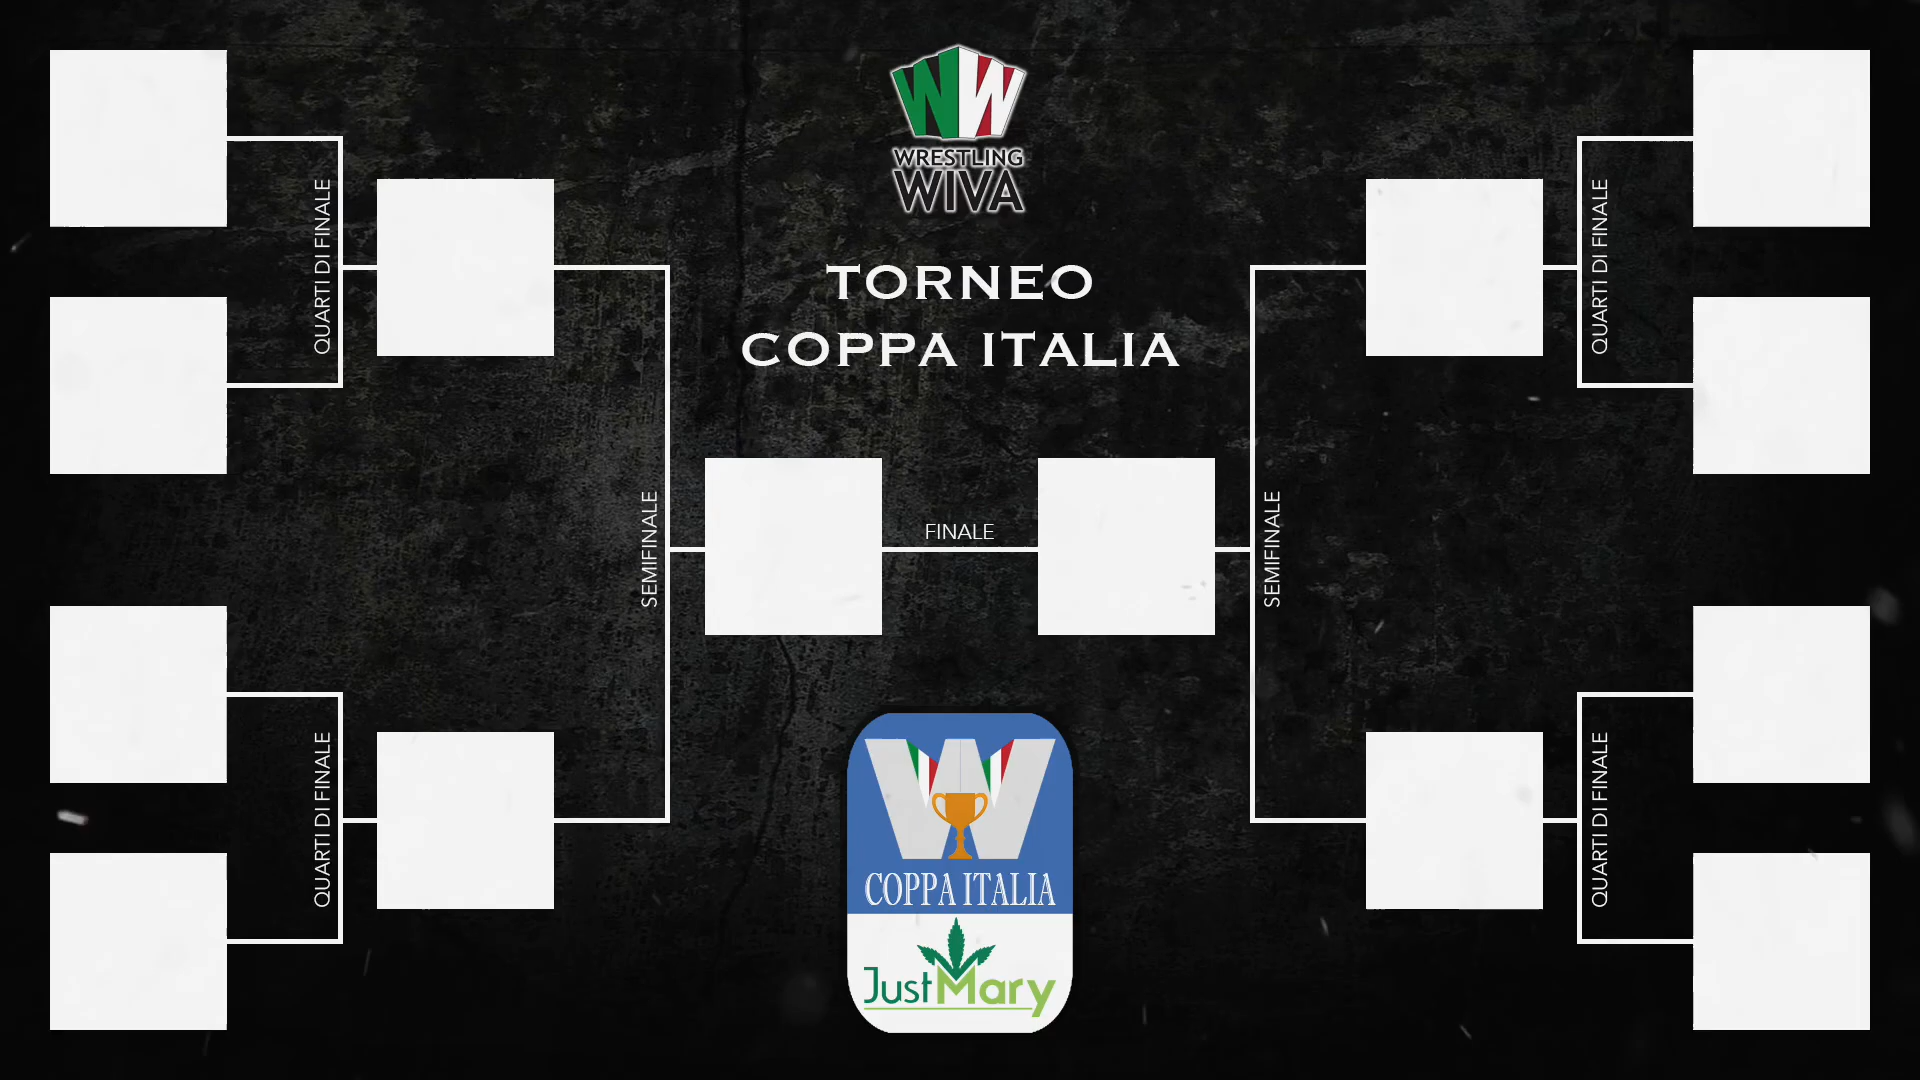 WRESTLING
WIVA
TORNEO
COPPA ITALIA
QUARTI DI FINALE
QUARTI DI FINALE
SEMIFINALE
FINALE
SEMIFINALE
QUARTI DI FINALE
QUARTI DI FINALE
COPPA ITALIA
JustMary